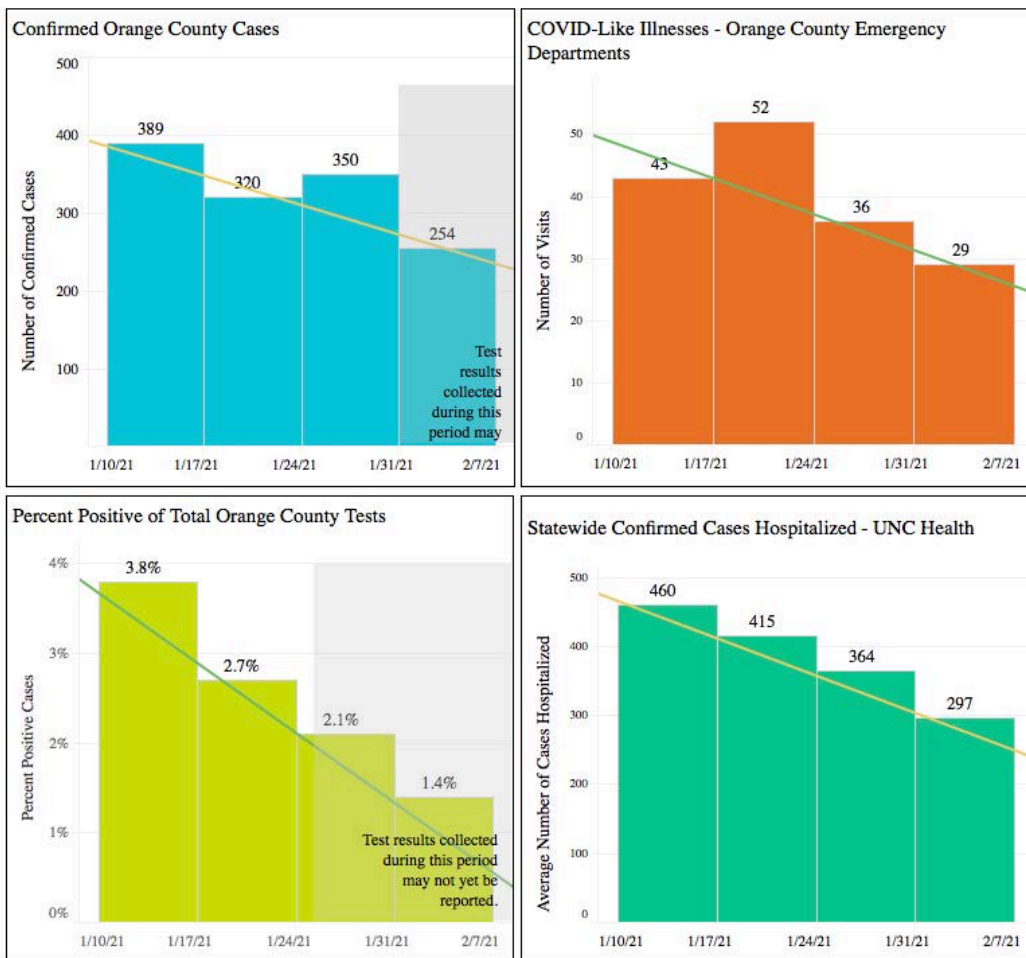 Confirmed Orange County Cases
500
400
300
200
100
Number of Confirmed Cases
389
320
350
254
Test
results
collected
during this
period may
1/10/21 1/17/21 1/24/21 1/31/21 2/7/21
COVID-Like Illnesses - Orange County Emergency
Departments
50
40
30
20
10
0
Number of Visits
43
52
36
29
1/10/21 1/17/21 1/24/21 1/31/21 2/7/21
Percent Positive of Total Orange County Tests
4%
3%
2%
1%
0%
Percent Positive Cases
3.8%
2.7%
2.1%
1.4%
Test results collected
during this period
may not yet be
reported.
1/10/21 1/17/21 1/24/21 1/31/21 2/7/21
Statewide Confirmed Cases Hospitalized - UNC Health
500
400
300
200
100
0
Average Number of Cases Hospitalized
460
415
364
297
1/10/21 1/17/21 1/24/21 1/31/21 2/7/21